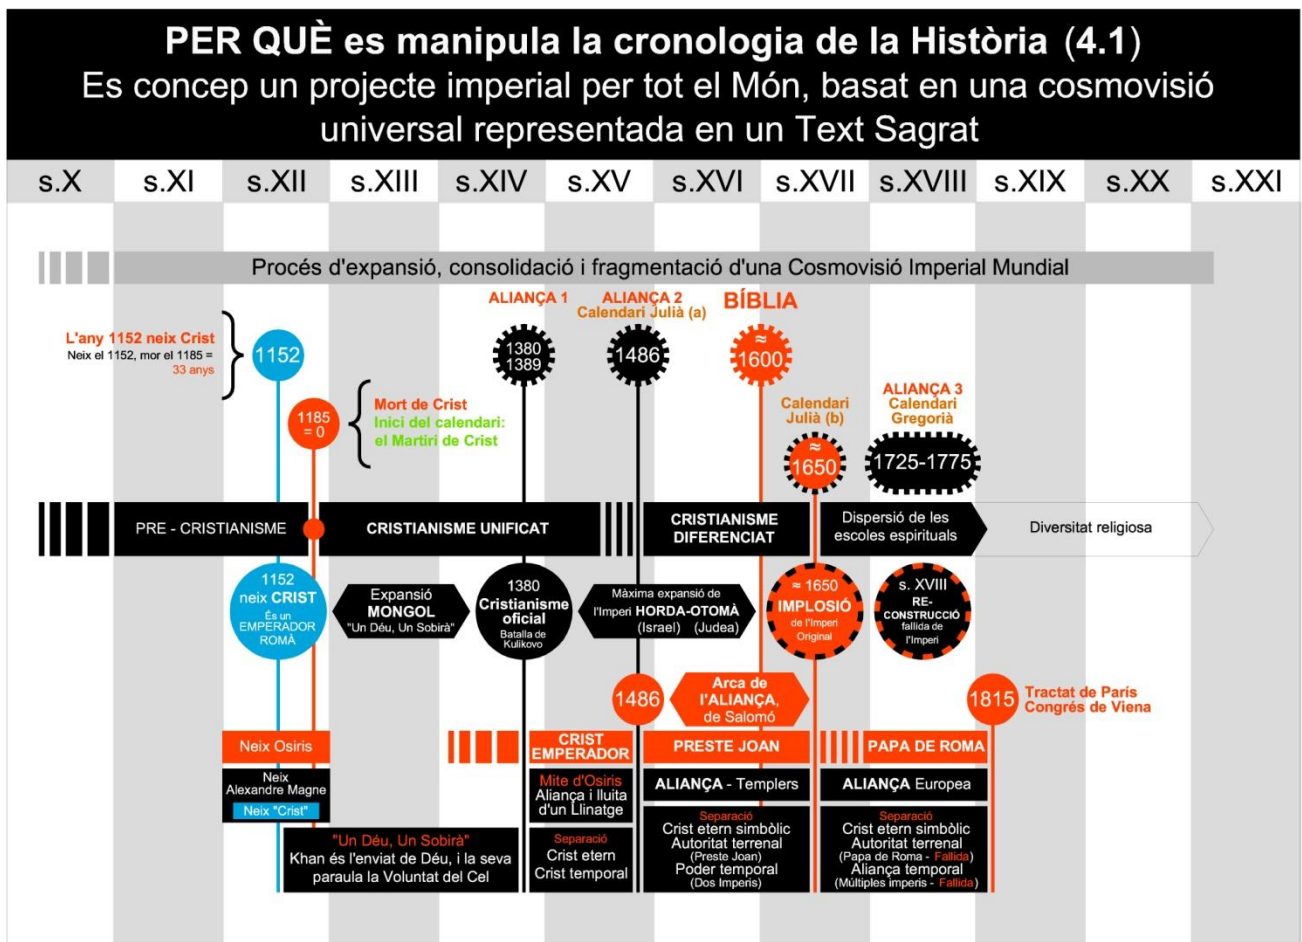 PER QUÈ es manipula la cronologia de la Història (4.1)
Es concep un projecte imperial per tot el Món, basat en una cosmovisió
universal representada en un Text Sagrat
s.X s.XI s.XII s.XIII s.XIV s.XV s.XVI s.XVII s.XVIII s.XIX s.XX s.XXI
Procés d'expansió, consolidació i fragmentació d'una Cosmovisió Imperial Mundial
L'any 1152 neix Crist
Neix el 1152, mor el 1185 =
33 anys
1152
1185
= 0
Mort de Crist
Inici del calendari:
el Martiri de Crist
ALIANÇA 1
1380
1389
ALIANÇA 2
Calendari Julià (a)
1486
BÍBLIA
≈
1600
Calendari
Julià (b)
≈
1650
ALIANÇA 3
Calendari
Gregorià
1725-1775
PRE - CRISTIANISME
CRISTIANISME UNIFICAT
CRISTIANISME
DIFERENCIAT
Dispersió de les
escoles espirituals
Diversitat religiosa
1152
neix CRIST
És un
EMPERADOR
ROMÀ
Expansió
MONGOL
"Un Déu, Un Sobirà"
1380
Cristianisme
oficial
Batalla de
Kulikovo
Màxima expansió de
l'Imperi HORDA-OTOMÀ
(Israel) (Judea)
≈ 1650
IMPLOSIÓ
de l'Imperi
Original
s. XVIII
RE-
CONSTRUCCIÓ
fallida de
l'Imperi
1486
Arca de
l'ALIANÇA,
de Salomó
1815
Tractat de París
Congrés de Viena
Neix Osiris
Neix
Alexandre Magne
Neix "Crist"
"Un Déu, Un Sobirà"
Khan és l'enviat de Déu, i la seva
paraula la Voluntat del Cel
CRIST
EMPERADOR
Mite d'Osiris
Aliança i lluita
d'un Llinatge
Separació
Crist etern
Crist temporal
PRESTE JOAN
ALIANÇA - Templers
Separació
Crist etern simbòlic
Autoritat terrenal
(Preste Joan)
Poder temporal
(Dos Imperis)
PAPA DE ROMA
ALIANÇA Europea
Separació
Crist etern simbòlic
Autoritat terrenal
(Papa de Roma - Fallida)
Aliança temporal
(Múltiples imperis - Fallida)